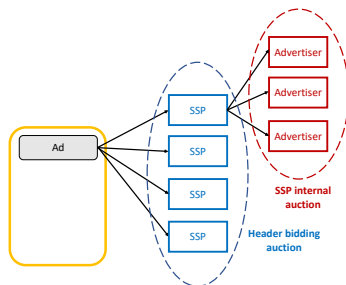 Advertiser
SSP
Advertiser
Ad
SSP
Advertiser
SSP
SSP internal
auction
SSP
Header bidding
auction